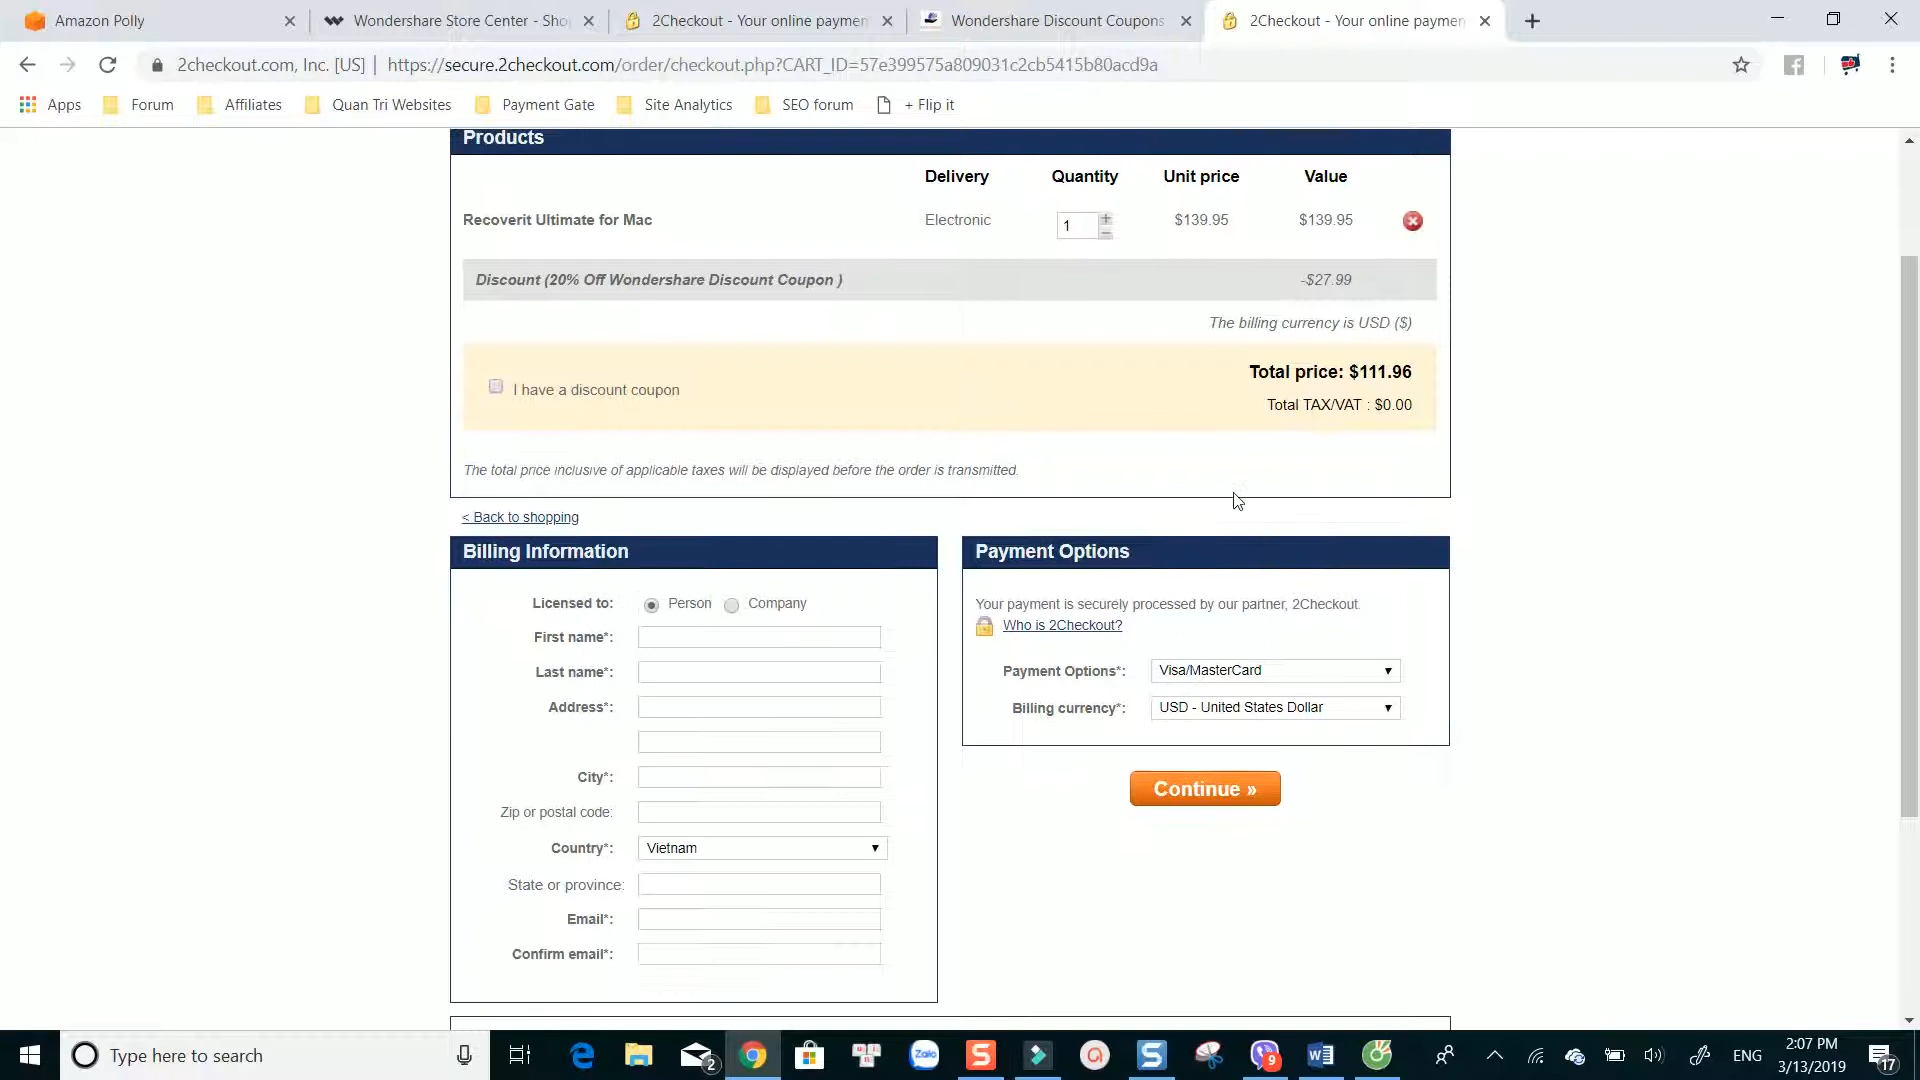 Amazon Polly
Wondershare Store Center - Sho
2Checkout - Your online paymen
Wondershare Discount Coupons
2Checkout - Your online paymen
2checkout.com, Inc. [US] | https://secure.2checkout.com/order/checkout.php?CART_ID=57e399575a809031c2cb5415b80acd9a
Apps Forum Affiliates Quan Tri Websites Payment Gate Site Analytics SEO forum + Flip it
Products
Delivery Quantity Unit price Value
Recoverit Ultimate for Mac Electronic 1 $139.95 $139.95
Discount (20% Off Wondershare Discount Coupon ) -$27.99
The billing currency is USD ($)
Total price: $111.96
I have a discount coupon
Total TAX/VAT : $0.00
The total price inclusive of applicable taxes will be displayed before the order is transmitted.
< Back to shopping
Billing Information
Licensed to: Person Company
First name*:
Last name*:
Address*:
City*:
Zip or postal code:
Country*: Vietnam
State or province:
Email*:
Confirm email*:
Payment Options
Your payment is securely processed by our partner, 2Checkout.
Who is 2Checkout?
Payment Options*: Visa/MasterCard
Billing currency*: USD - United States Dollar
Continue »
Type here to search
2
Zalo
9
ENG
2:07 PM
3/13/2019
17